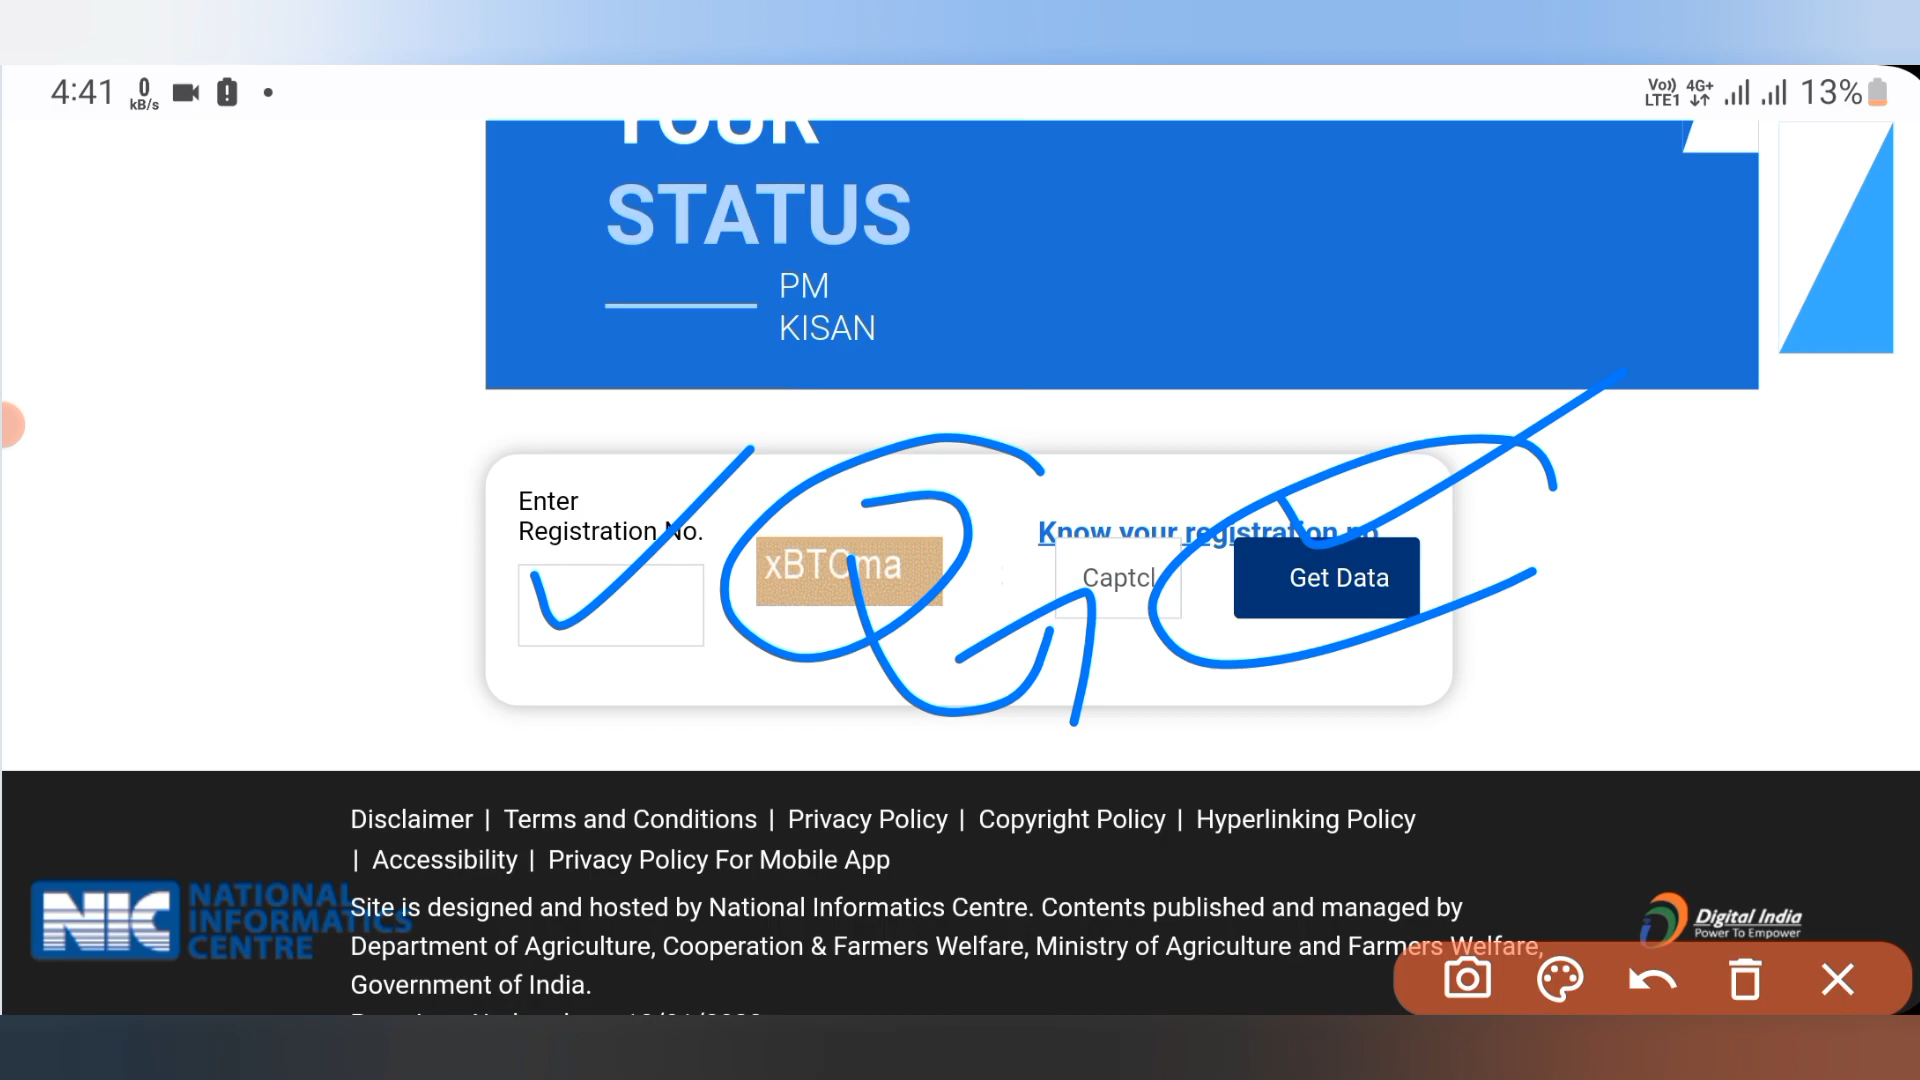 4:41 0 kB/s Vo)) LTE1 4G+ 13%
YOUR
STATUS
PM
KISAN
Enter
Registration No.
Know your registration no
xBTCma
Captcl
Get Data
Disclaimer | Terms and Conditions | Privacy Policy | Copyright Policy | Hyperlinking Policy
| Accessibility | Privacy Policy For Mobile App
NIC NATIONAL INFORMATICS CENTRE
Site is designed and hosted by National Informatics Centre. Contents published and managed by
Department of Agriculture, Cooperation & Farmers Welfare, Ministry of Agriculture and Farmers Welfare,
Government of India.
Digital India
Power To Empower